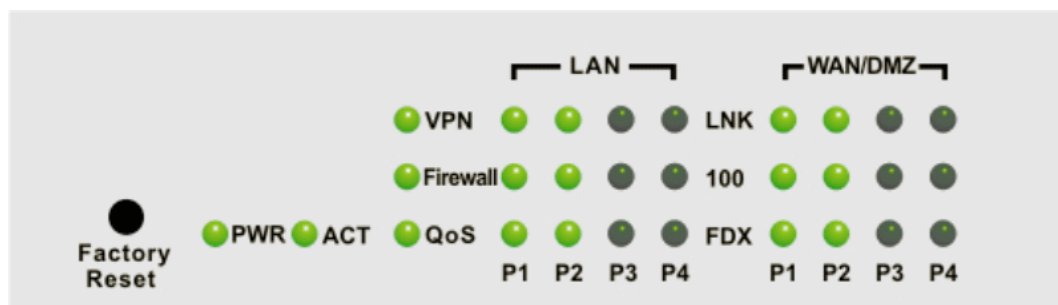 LAN WAN/DMZ
VPN LNK
Firewall 100
PWR ACT QoS FDX
Factory
Reset
P1 P2 P3 P4 P1 P2 P3 P4